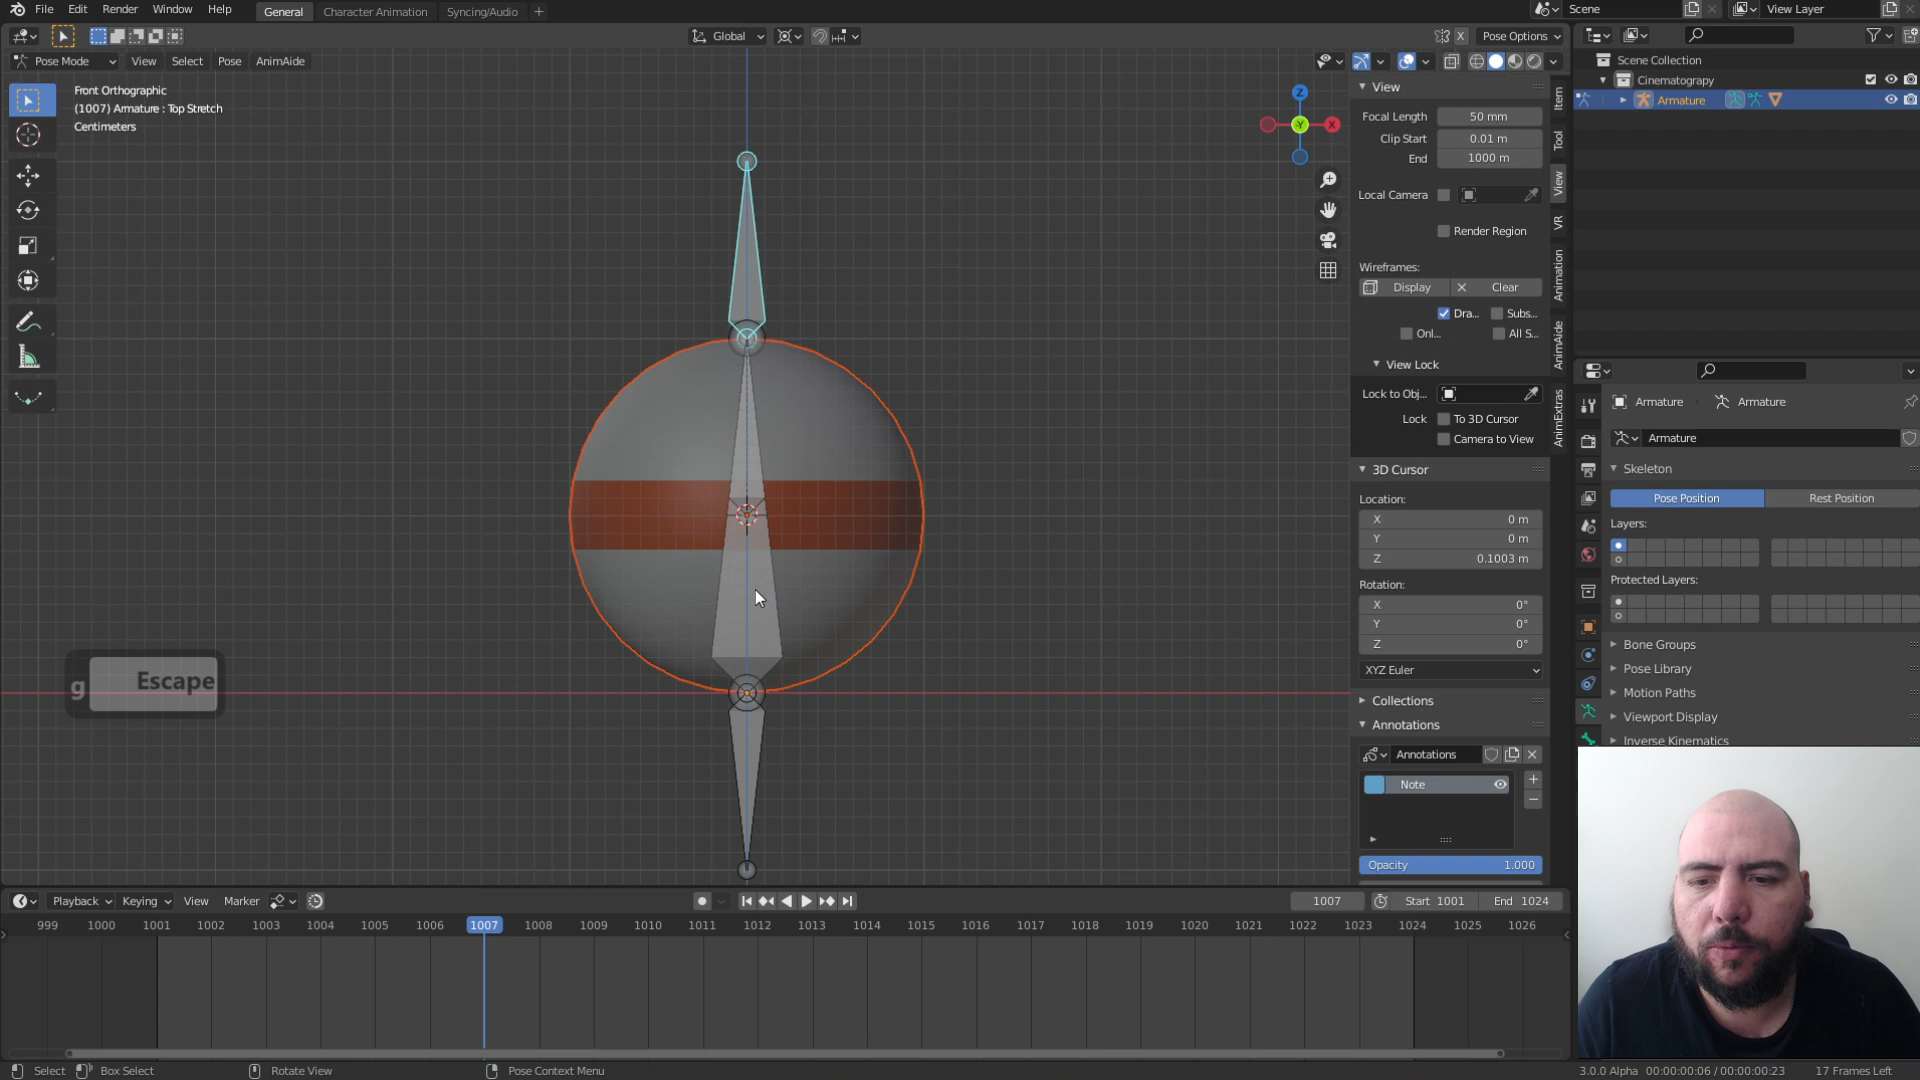 File Edit Render Window Help General Character Animation Syncing/Audio + Scene View Layer
Global Pose Options
Pose Mode View Select Pose AnimAide
Front Orthographic
(1007) Armature : Top Stretch
Centimeters
Z
Y
X
View
Focal Length 50 mm
Clip Start 0.01 m
End 1000 m
Local Camera
Render Region
Wireframes:
Display Clear
Dra... Subs...
Onl... All S...
View Lock
Lock to Obj...
Lock To 3D Cursor
Camera to View
3D Cursor
Location:
X 0 m
Y 0 m
Z 0.1003 m
Rotation:
X 0°
Y 0°
Z 0°
XYZ Euler
Collections
Annotations
Annotations
Note
Opacity 1.000
Item
Tool
View
VR
Animation
AnimAide
AnimExtras
Scene Collection
Cinematograpy
Armature
Armature Armature
Armature
Skeleton
Pose Position Rest Position
Layers:
Protected Layers:
Bone Groups
Pose Library
Motion Paths
Viewport Display
Inverse Kinematics
g Escape
Playback Keying View Marker 1007 Start 1001 End 1024
999 1000 1001 1002 1003 1004 1005 1006 1007 1008 1009 1010 1011 1012 1013 1014 1015 1016 1017 1018 1019 1020 1021 1022 1023 1024 1025 1026
Select Box Select Rotate View Pose Context Menu 3.0.0 Alpha 00:00:00:06 / 00:00:00:23 17 Frames Left